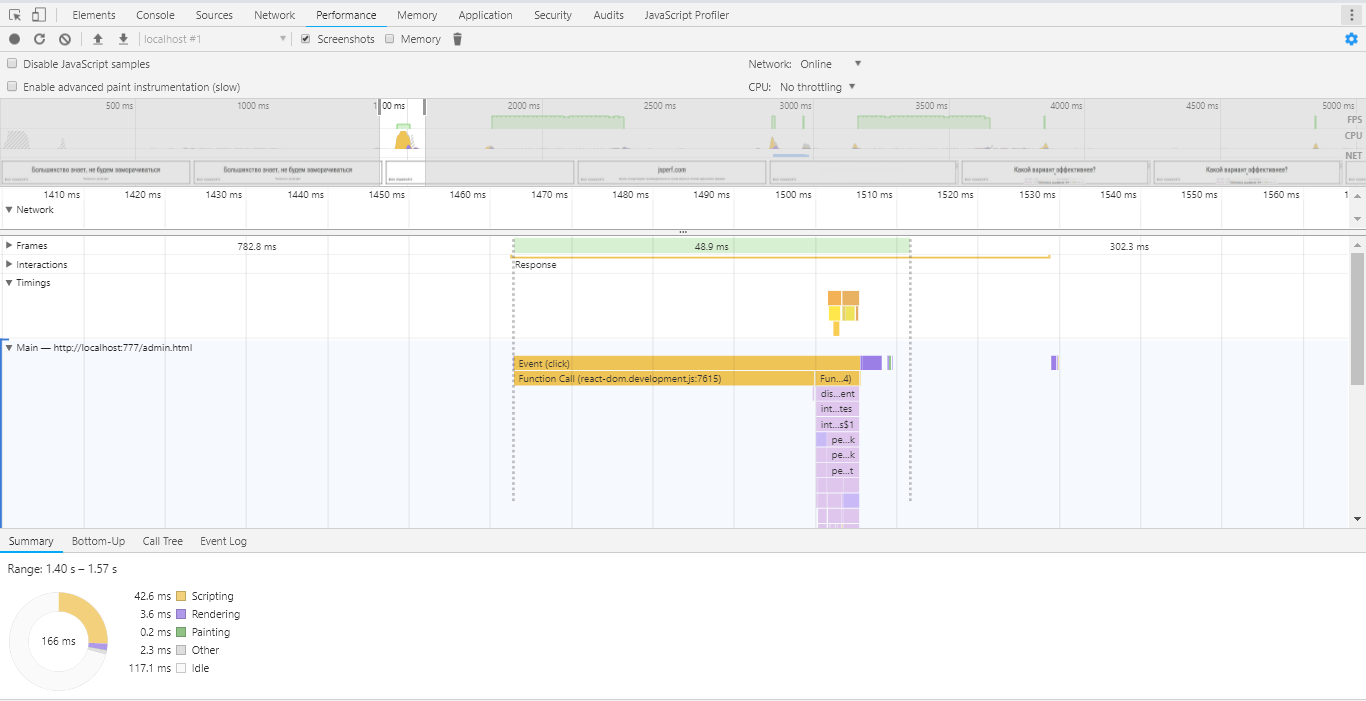 Elements Console Sources Network Performance Memory Application Security Audits JavaScript Profiler
localhost #1 Screenshots Memory
Disable JavaScript samples Network: Online
Enable advanced paint instrumentation (slow) CPU: No throttling
500 ms 1000 ms 1 00 ms 2000 ms 2500 ms 3000 ms 3500 ms 4000 ms 4500 ms 5000 ms
FPS
CPU
NET
Большинство знает, не будем заморачиваться Большинство знает, не будем заморачиваться jsperf.com Какой вариант эффективнее? Какой вариант эффективнее?
1410 ms 1420 ms 1430 ms 1440 ms 1450 ms 1460 ms 1470 ms 1480 ms 1490 ms 1500 ms 1510 ms 1520 ms 1530 ms 1540 ms 1550 ms 1560 ms 1
Network
Frames 782.8 ms 48.9 ms 302.3 ms
Interactions Response
Timings
Main — http://localhost:777/admin.html
Event (click)
Function Call (react-dom.development.js:7615) Fun...4)
dis...ent
int...tes
int...s$1
pe...k
pe...k
pe...t
Summary Bottom-Up Call Tree Event Log
Range: 1.40 s – 1.57 s
166 ms
42.6 ms Scripting
3.6 ms Rendering
0.2 ms Painting
2.3 ms Other
117.1 ms Idle